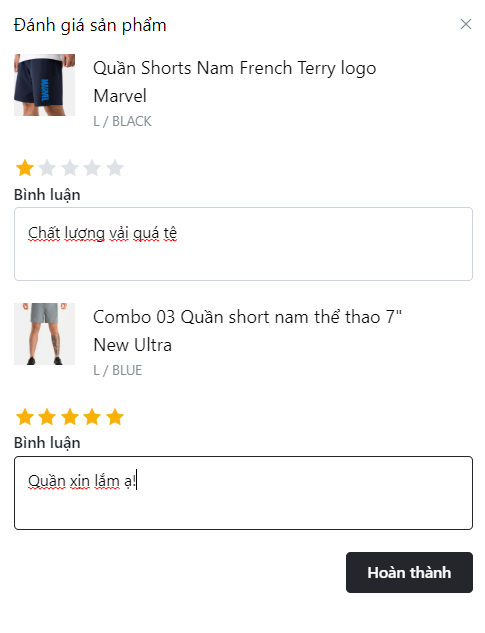 Đánh giá sản phẩm
Quần Shorts Nam French Terry logo
Marvel
L / BLACK
Bình luận
Chất lượng vải quá tệ
Combo 03 Quần short nam thể thao 7"
New Ultra
L / BLUE
Bình luận
Quần xịn lắm ạ!
Hoàn thành